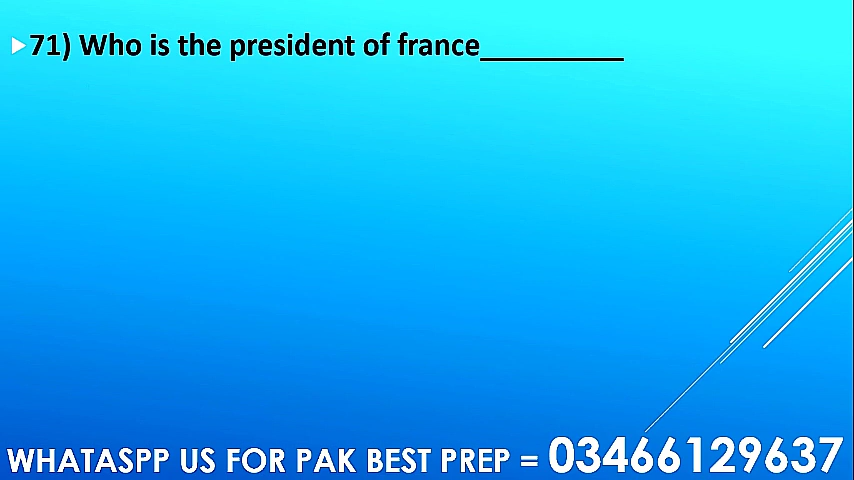 71) Who is the president of france__________
WHATASPP US FOR PAK BEST PREP = 03466129637